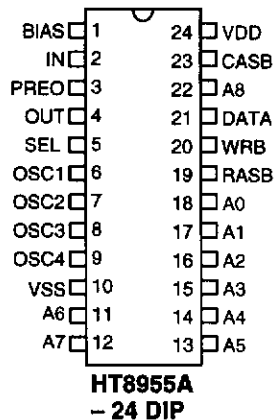 BIAS 1 24 VDD
IN 2 23 CASB
PREO 3 22 A8
OUT 4 21 DATA
SEL 5 20 WRB
OSC1 6 19 RASB
OSC2 7 18 A0
OSC3 8 17 A1
OSC4 9 16 A2
VSS 10 15 A3
A6 11 14 A4
A7 12 13 A5
HT8955A
– 24 DIP